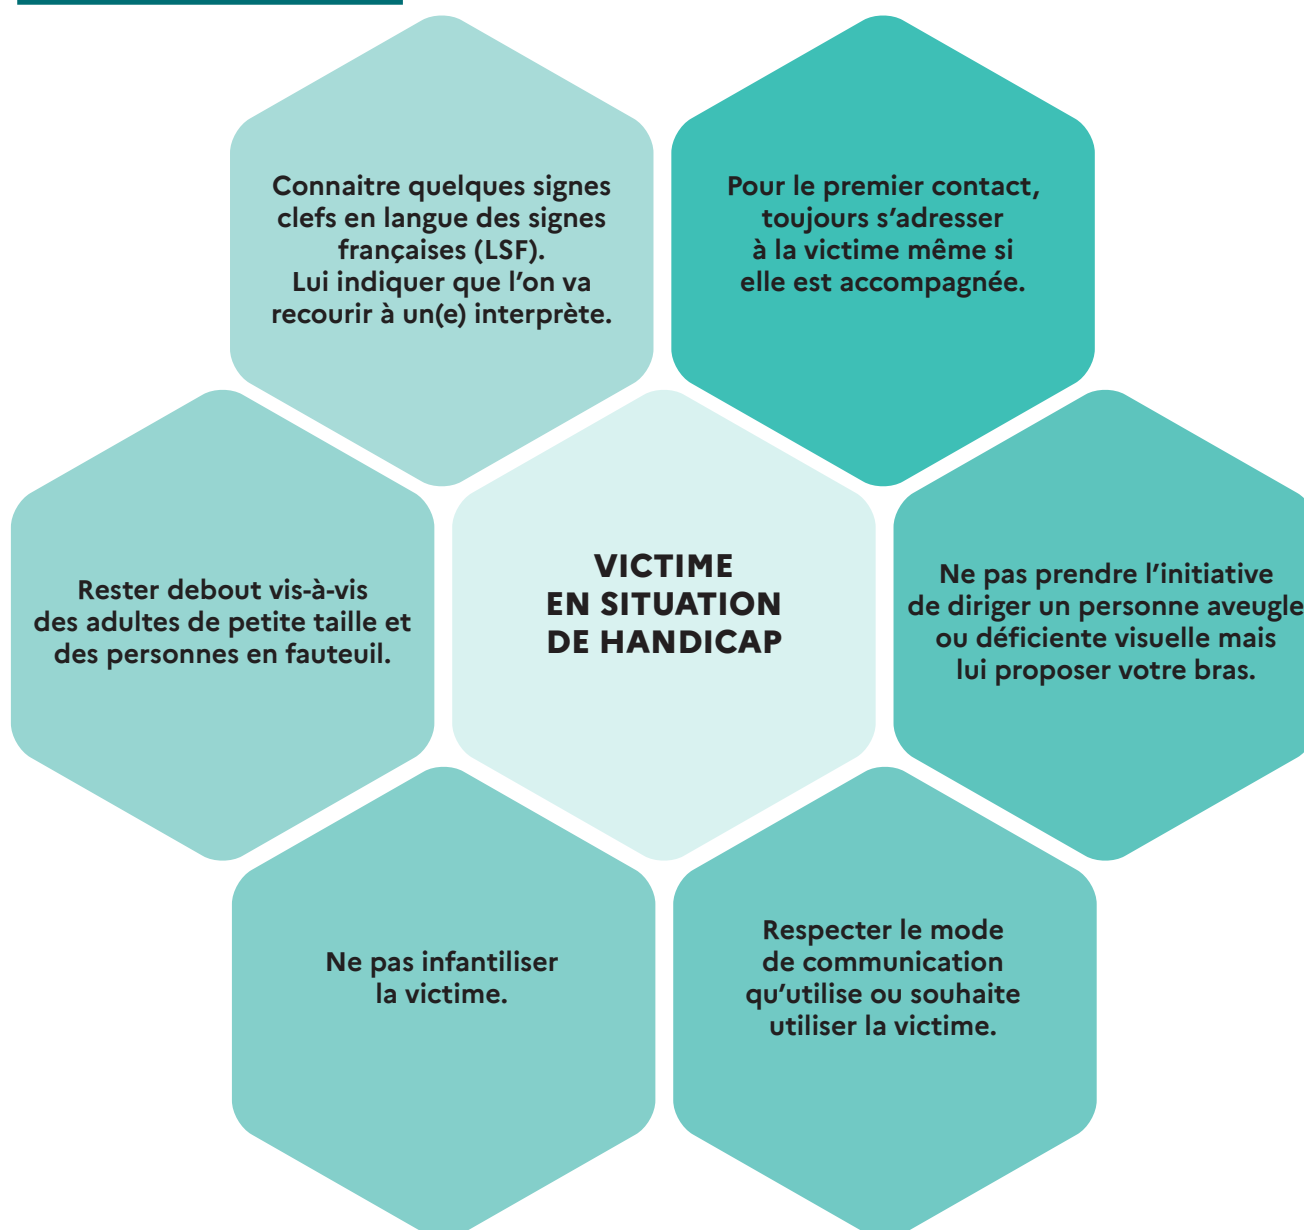 Connaitre quelques signes
clefs en langue des signes
françaises (LSF).
Lui indiquer que l’on va
recourir à un(e) interprète.
Pour le premier contact,
toujours s’adresser
à la victime même si
elle est accompagnée.
Rester debout vis-à-vis
des adultes de petite taille et
des personnes en fauteuil.
VICTIME
EN SITUATION
DE HANDICAP
Ne pas prendre l’initiative
de diriger un personne aveugle
ou déficiente visuelle mais
lui proposer votre bras.
Ne pas infantiliser
la victime.
Respecter le mode
de communication
qu’utilise ou souhaite
utiliser la victime.